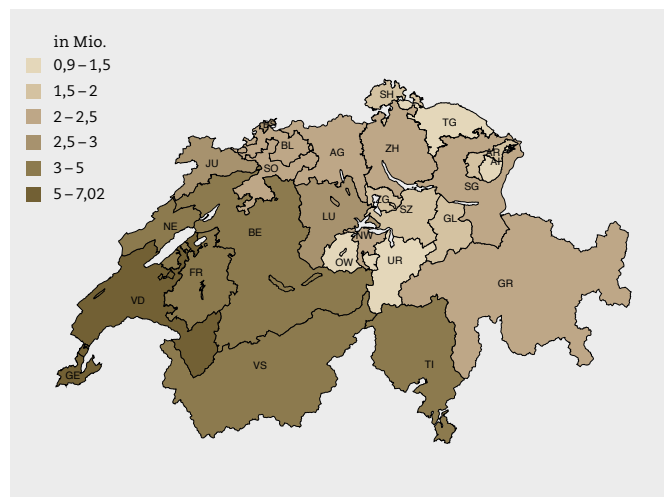 in Mio.
0,9 – 1,5
1,5 – 2
2 – 2,5
2,5 – 3
3 – 5
5 – 7,02
SH
TG
BL
AG
ZH
AR
AI
JU
SO
SG
ZG
SZ
LU
GL
NE
BE
NW
OW
UR
FR
GR
VD
VS
TI
GE